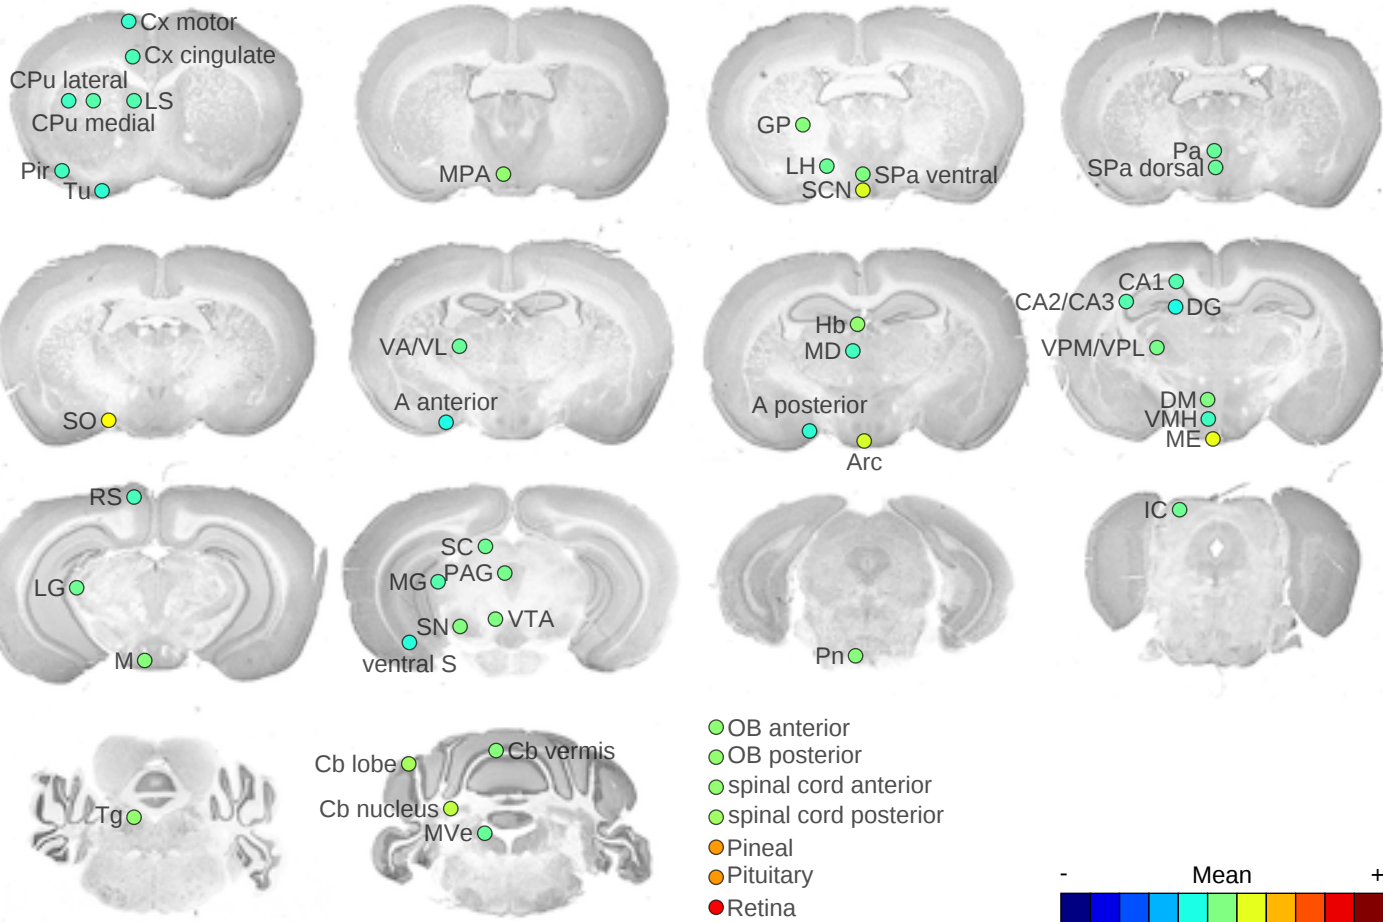 Cx motor
Cx cingulate
CPu lateral
LS
CPu medial
Pir
Tu
MPA
GP
LH
SPa ventral
SCN
Pa
SPa dorsal
SO
VA/VL
A anterior
Hb
MD
A posterior
Arc
CA1
CA2/CA3
DG
VPM/VPL
DM
VMH
ME
RS
LG
M
SC
PAG
MG
VTA
SN
ventral S
Pn
IC
Tg
Cb vermis
Cb lobe
Cb nucleus
MVe
OB anterior
OB posterior
spinal cord anterior
spinal cord posterior
Pineal
Pituitary
Retina
- Mean +